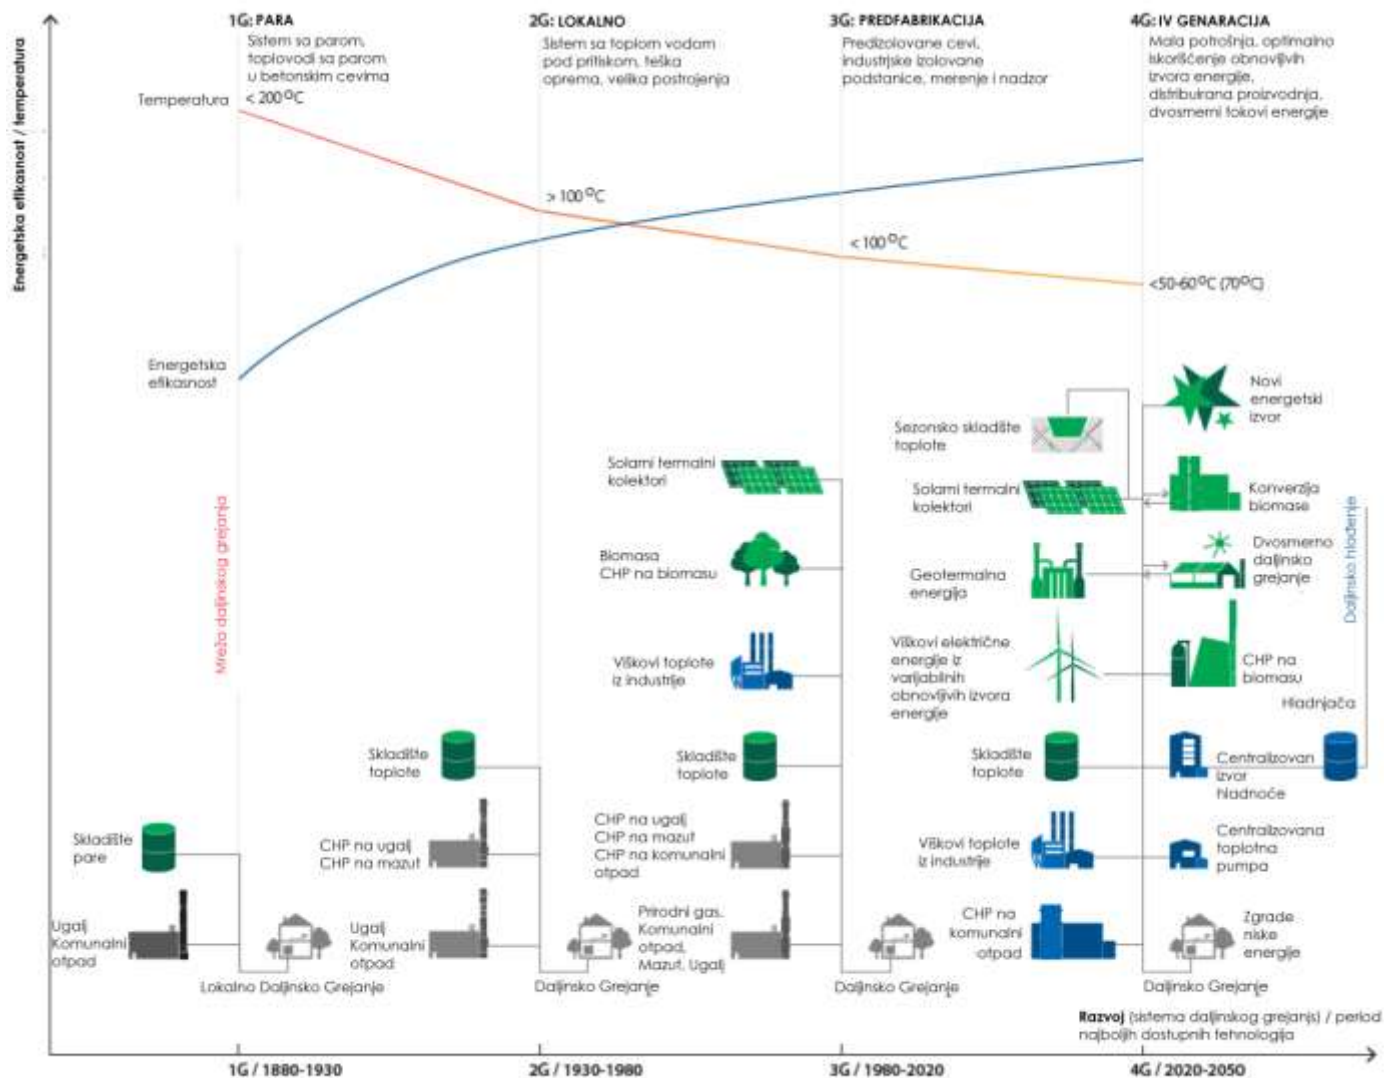 Energetska efikasnost / temperatura
1G: PARA
Sistem sa parom,
toplovodi sa parom
u betonskim cevima
2G: LOKALNO
Sistem sa toplom vodom
pod pritiskom, teška
oprema, velika postrojenja
3G: PREDFABRIKACIJA
Predizolovane cevi,
industrjske izolovane
podstanice, merenje i nadzor
4G: IV GENARACIJA
Mala potrošnja, optimalno
iskorišćenje obnovljivih
izvora energije,
distribuirana proizvodnja,
dvosmerni tokovi energije
Temperatura
< 200 °C
> 100 °C
< 100 °C
<50-60 °C (70°C)
Energetska
efikasnost
Mreža daljinskog grejanja
Skladište
pare
Ugalj
Komunalni
otpad
Lokalno Daljinsko Grejanje
Skladište
toplote
CHP na ugalj
CHP na mazut
Ugalj
Komunalni
otpad
Daljinsko Grejanje
Solarni termalni
kolektori
Biomasa
CHP na biomasu
Viškovi toplote
iz industrije
Skladište
toplote
CHP na ugalj
CHP na mazut
CHP na komunalni
otpad
Prirodni gas,
Komunalni
otpad,
Mazut, Ugalj
Daljinsko Grejanje
Sezonsko skladšte
toplote
Solarni termalni
kolektori
Geotermalna
energija
Viškovi električne
energije iz
varijabilnih
obnovljivih izvora
energije
Skladište
toplote
Viškovi toplote
iz industrije
CHP na
komunalni
otpad
Novi
energetski
izvor
Konverzija
biomase
Dvosmerno
daljinsko
grejanje
CHP na
biomasu
Hladnjača
Centralizovan
izvor
hladnoće
Centralizovana
toplotna
pumpa
Zgrade
niske
energije
Daljinsko Grejanje
Daljinsko hlađenje
Razvoj (sistema daljinskog grejanjs) / period
najboljih dostupnih tehnologija
1G / 1880-1930
2G / 1930-1980
3G / 1980-2020
4G / 2020-2050